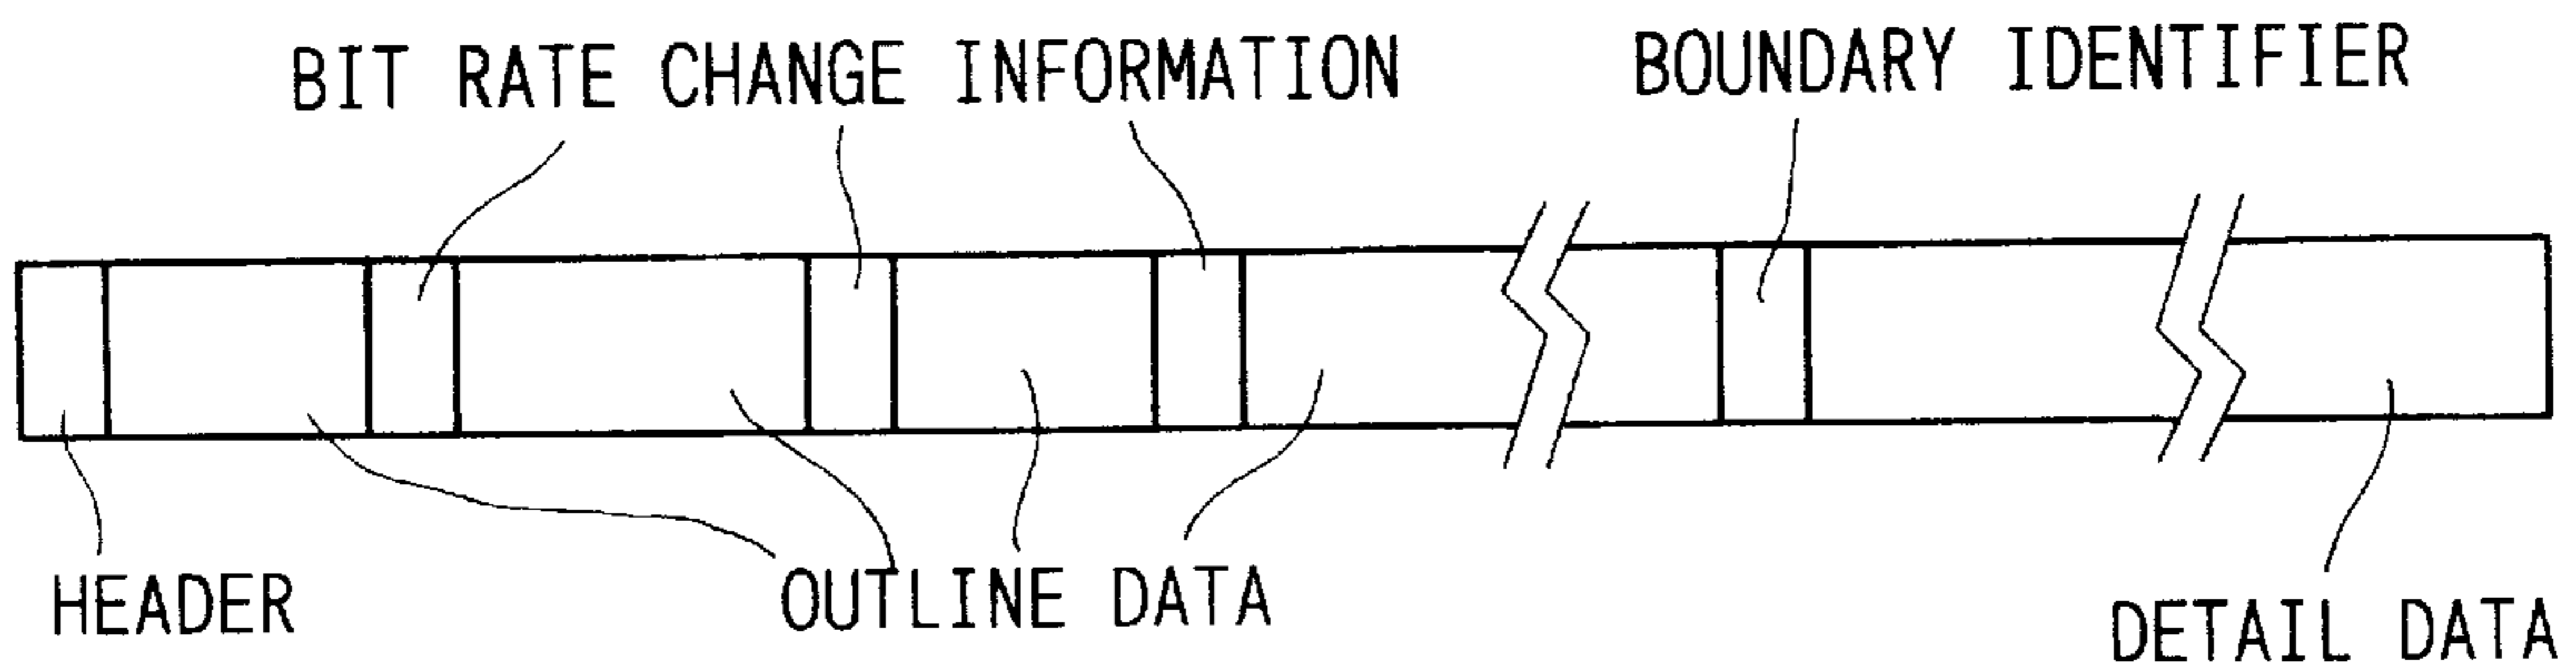 BIT RATE CHANGE INFORMATION
BOUNDARY IDENTIFIER
HEADER
OUTLINE DATA
DETAIL DATA